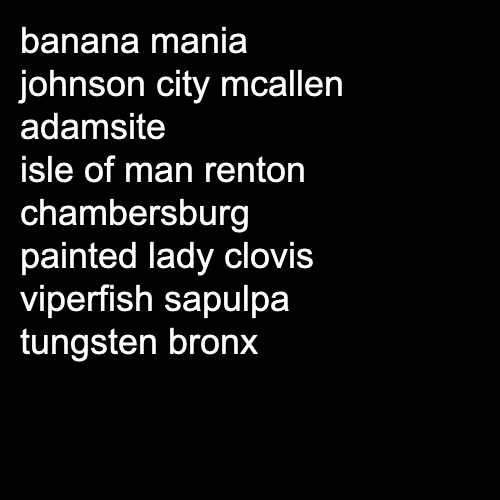 banana mania
johnson city mcallen
adamsite
isle of man renton
chambersburg
painted lady clovis
viperfish sapulpa
tungsten bronx